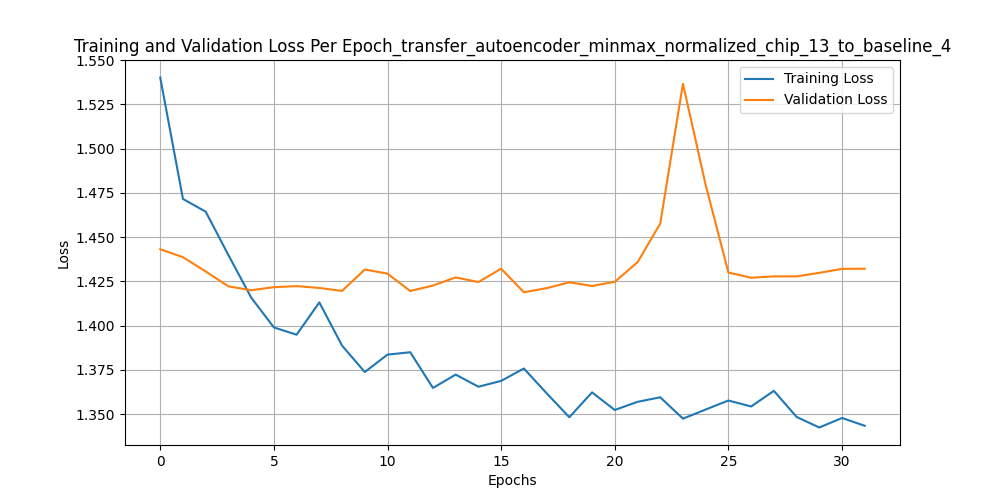 Training and Validation Loss Per Epoch_transfer_autoencoder_minmax_normalized_chip_13_to_baseline_4
Training Loss
Validation Loss
1.550
1.525
1.500
1.475
1.450
1.425
1.400
1.375
1.350
Loss
0 5 10 15 20 25 30
Epochs